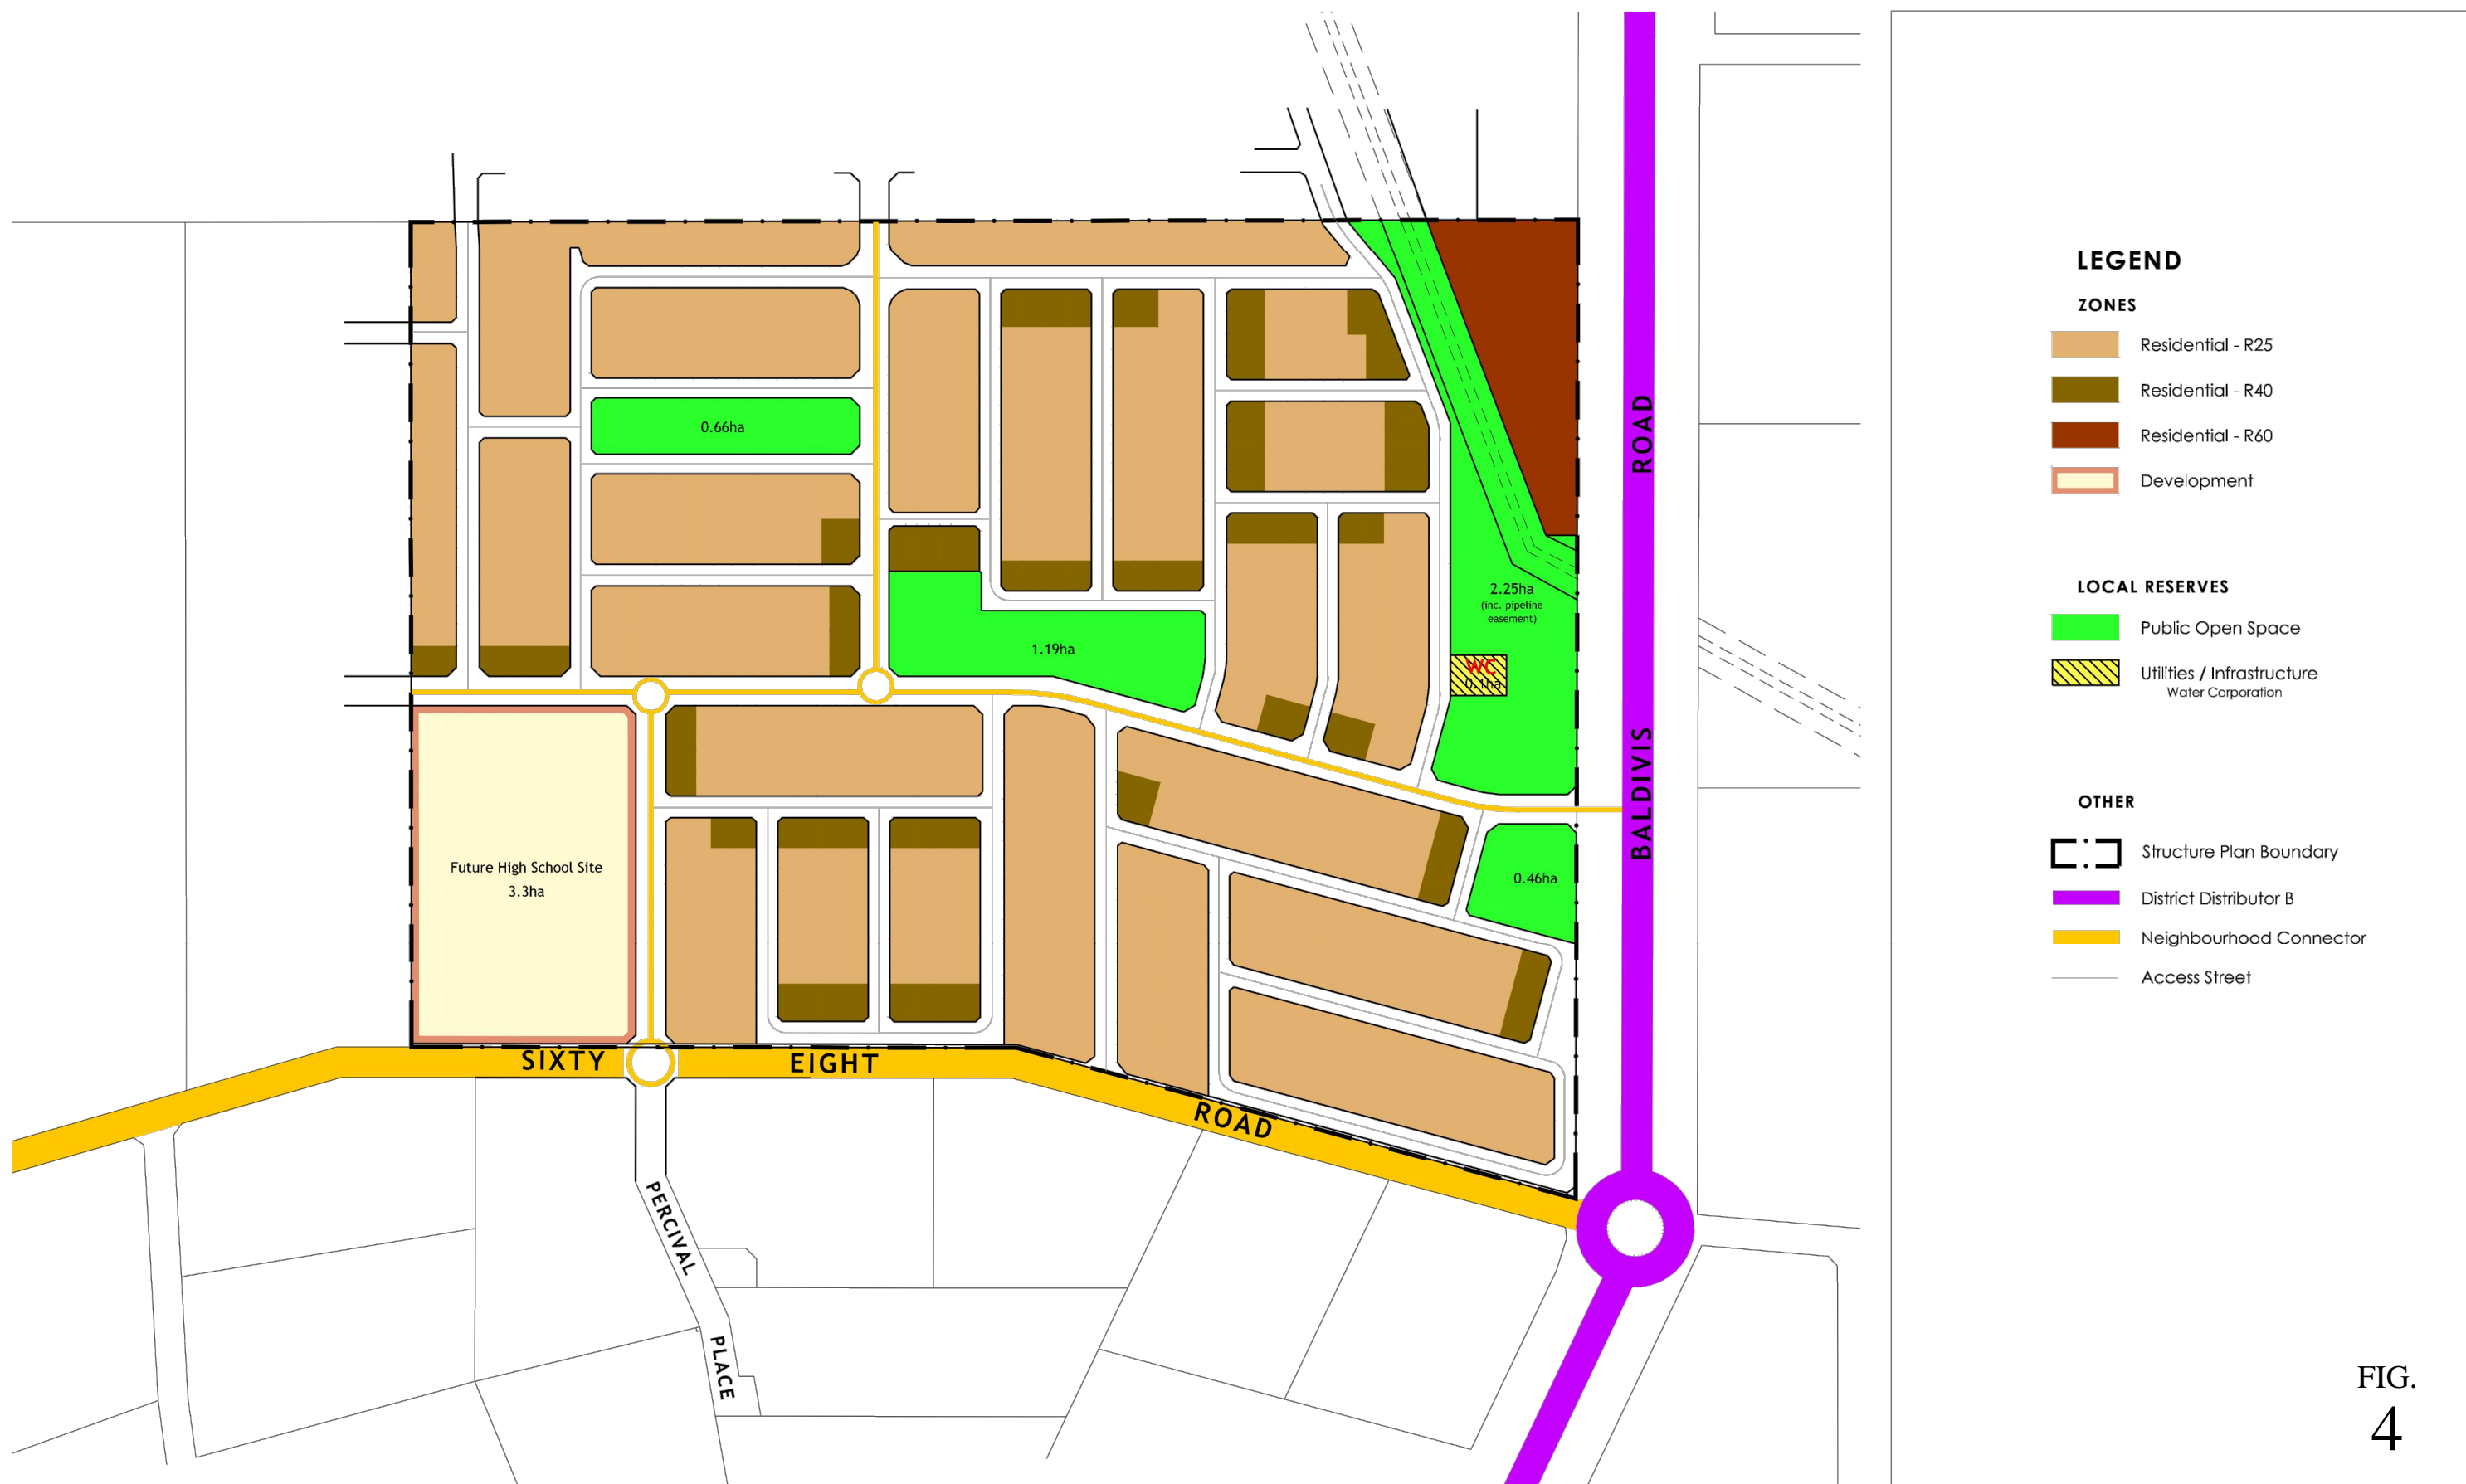 0.66ha
1.19ha
2.25ha
(inc. pipeline
easement)
WC
0.1ha
0.46ha
Future High School Site
3.3ha
SIXTY EIGHT ROAD
BALDIVIS ROAD
PERCIVAL PLACE
LEGEND
ZONES
Residential - R25
Residential - R40
Residential - R60
Development
LOCAL RESERVES
Public Open Space
Utilities / Infrastructure
Water Corporation
OTHER
Structure Plan Boundary
District Distributor B
Neighbourhood Connector
Access Street
FIG.
4